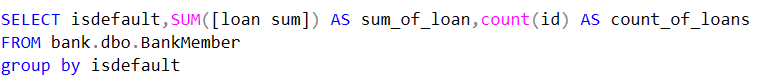 SELECT isdefault,SUM([loan sum]) AS sum_of_loan,count(id) AS count_of_loans
FROM bank.dbo.BankMember
group by isdefault